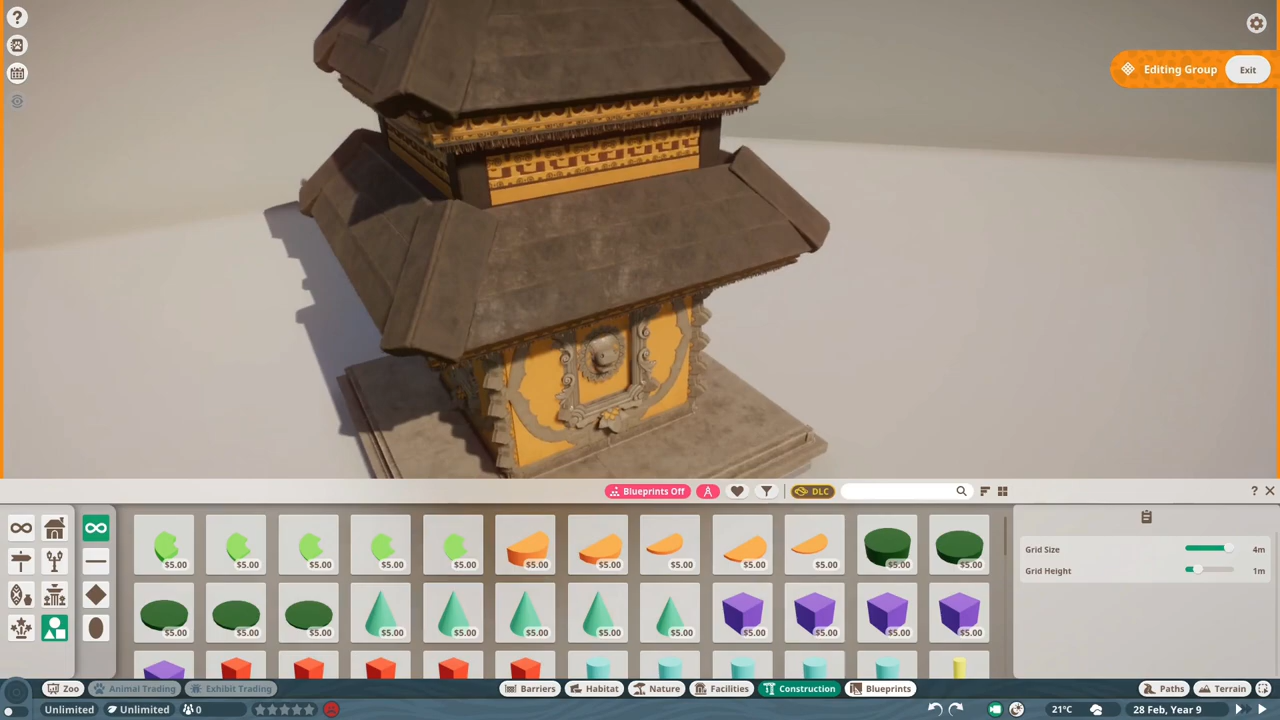 ?
Editing Group Exit
Blueprints Off
DLC
?
$5.00 $5.00 $5.00 $5.00 $5.00 $5.00 $5.00 $5.00 $5.00 $5.00 $5.00 $5.00
Grid Size 4m
Grid Height 1m
$5.00 $5.00 $5.00 $5.00 $5.00 $5.00 $5.00 $5.00 $5.00 $5.00 $5.00 $5.00
Zoo Animal Trading Exhibit Trading Barriers Habitat Nature Facilities Construction Blueprints Paths Terrain
Unlimited Unlimited 0 21°C 28 Feb, Year 9